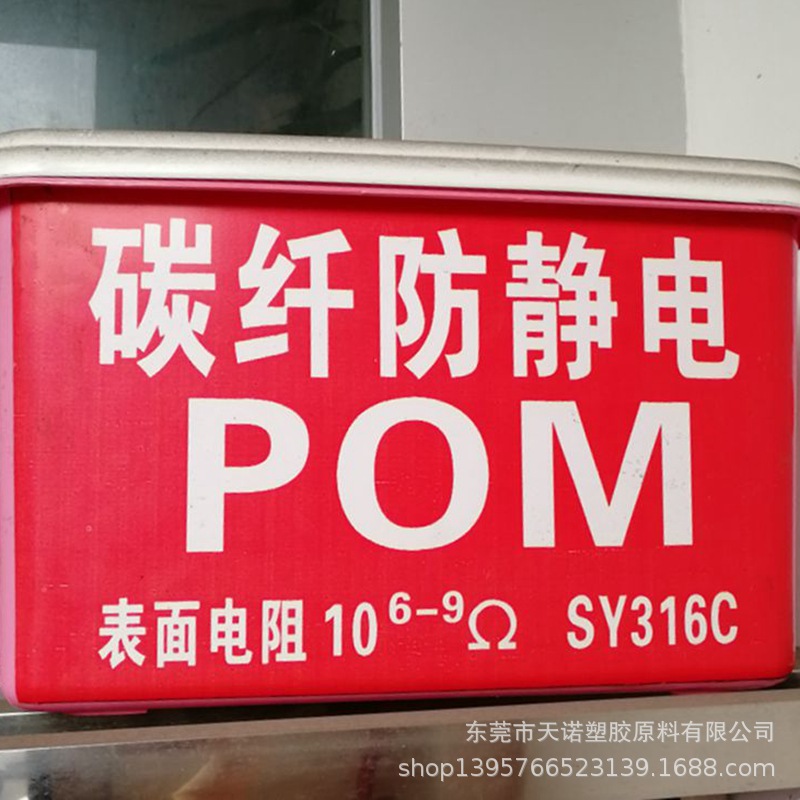 碳纤防静电
POM
表面电阻 10⁶⁻⁹Ω SY316C
东莞市天诺塑胶原料有限公司
shop1395766523139.1688.com